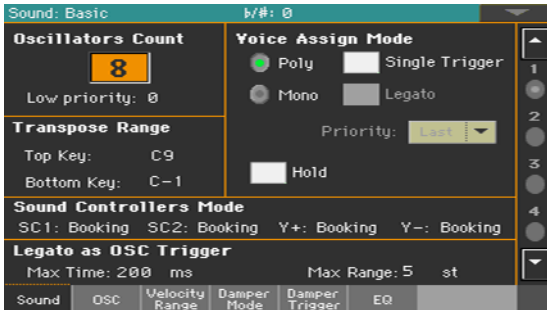 Sound: Basic ♭/#: 0
Oscillators Count
8
Low priority: 0
Transpose Range
Top Key: C9
Bottom Key: C-1
Voice Assign Mode
Poly Single Trigger
Mono Legato
Priority: Last
Hold
Sound Controllers Mode
SC1: Booking SC2: Booking Y+: Booking Y-: Booking
Legato as OSC Trigger
Max Time: 200 ms Max Range: 5 st
1
2
3
4
Sound OSC Velocity Range Damper Mode Damper Trigger EQ